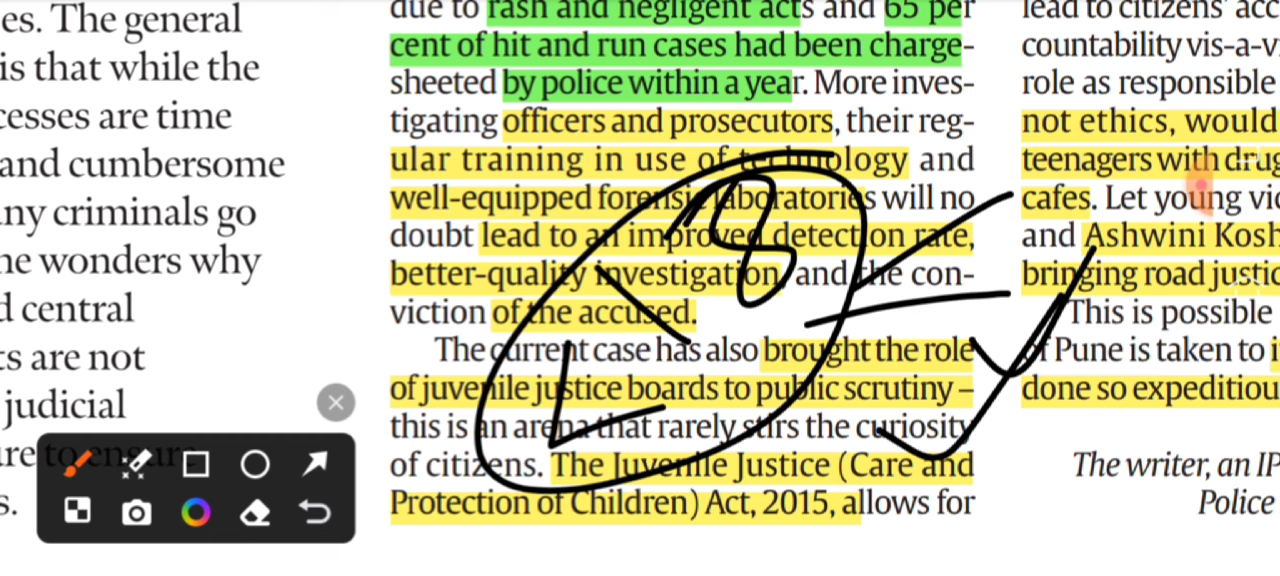 es. The general
is that while the
cesses are time
and cumbersome
ny criminals go
ne wonders why
d central
ts are not
judicial
ure to ensure
s.
due to rash and negligent acts and 65 per
cent of hit and run cases had been charge-
sheeted by police within a year. More inves-
tigating officers and prosecutors, their reg-
ular training in use of technology and
well-equipped forensic laboratories will no
doubt lead to an improved detection rate,
better-quality investigation, and the con-
viction of the accused.
The current case has also brought the role
of juvenile justice boards to public scrutiny –
this is an arena that rarely stirs the curiosity
of citizens. The Juvenile Justice (Care and
Protection of Children) Act, 2015, allows for
lead to citizens' acc
countability vis-a-v
role as responsible
not ethics, would
teenagers with drug
cafes. Let young vic
and Ashwini Kosh
bringing road justic
This is possible
of Pune is taken to i
done so expeditiou
The writer, an IP
Police